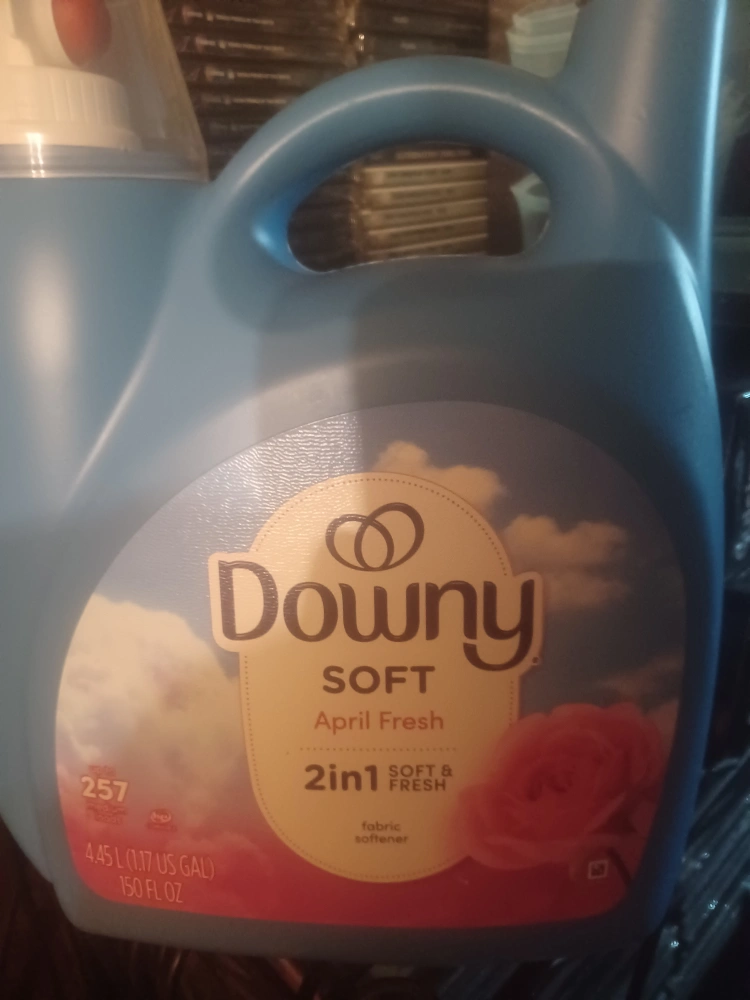 Downy
SOFT
April Fresh
2in1 SOFT &
FRESH
fabric
softener
257
hp
4.45 L (1.17 US GAL)
150 FL OZ